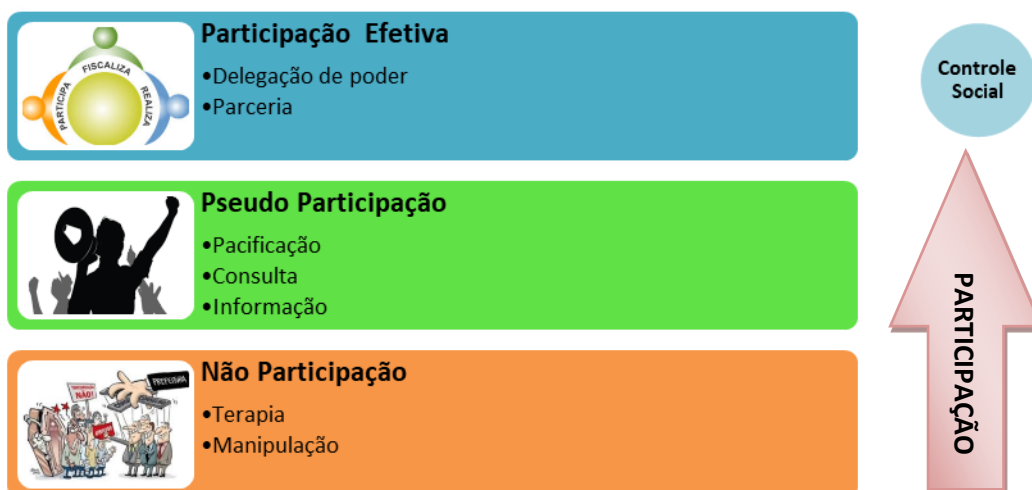 Participação Efetiva
•Delegação de poder
•Parceria
PARTICIPA
FISCALIZA
REALIZA
Pseudo Participação
•Pacificação
•Consulta
•Informação
Não Participação
•Terapia
•Manipulação
NÃO!
PREFEITURA
Controle
Social
PARTICIPAÇÃO